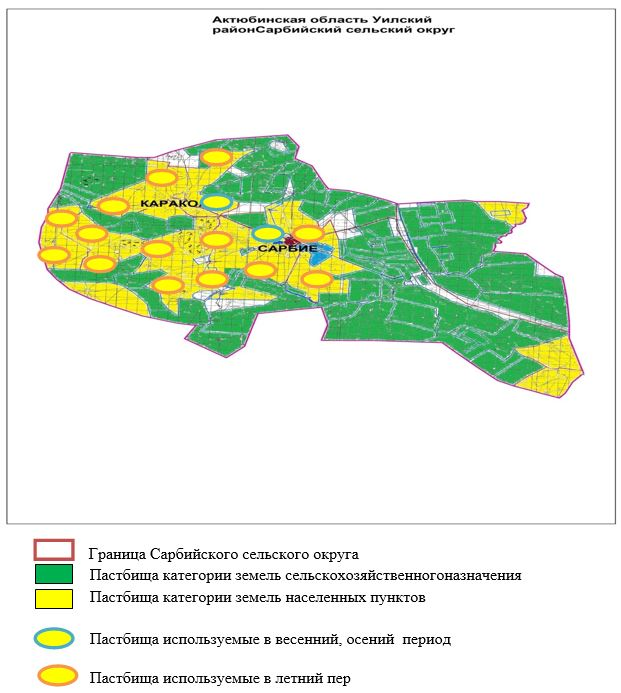 Актюбинская область Уилский
районСарбийский сельский округ
КАРАКО
САРБИЕ
Граница Сарбийского сельского округа
Пастбища категории земель сельскохозяйственногоназначения
Пастбища категории земель населенных пунктов
Пастбища используемые в весенний, осений период
Пастбища используемые в летний пер